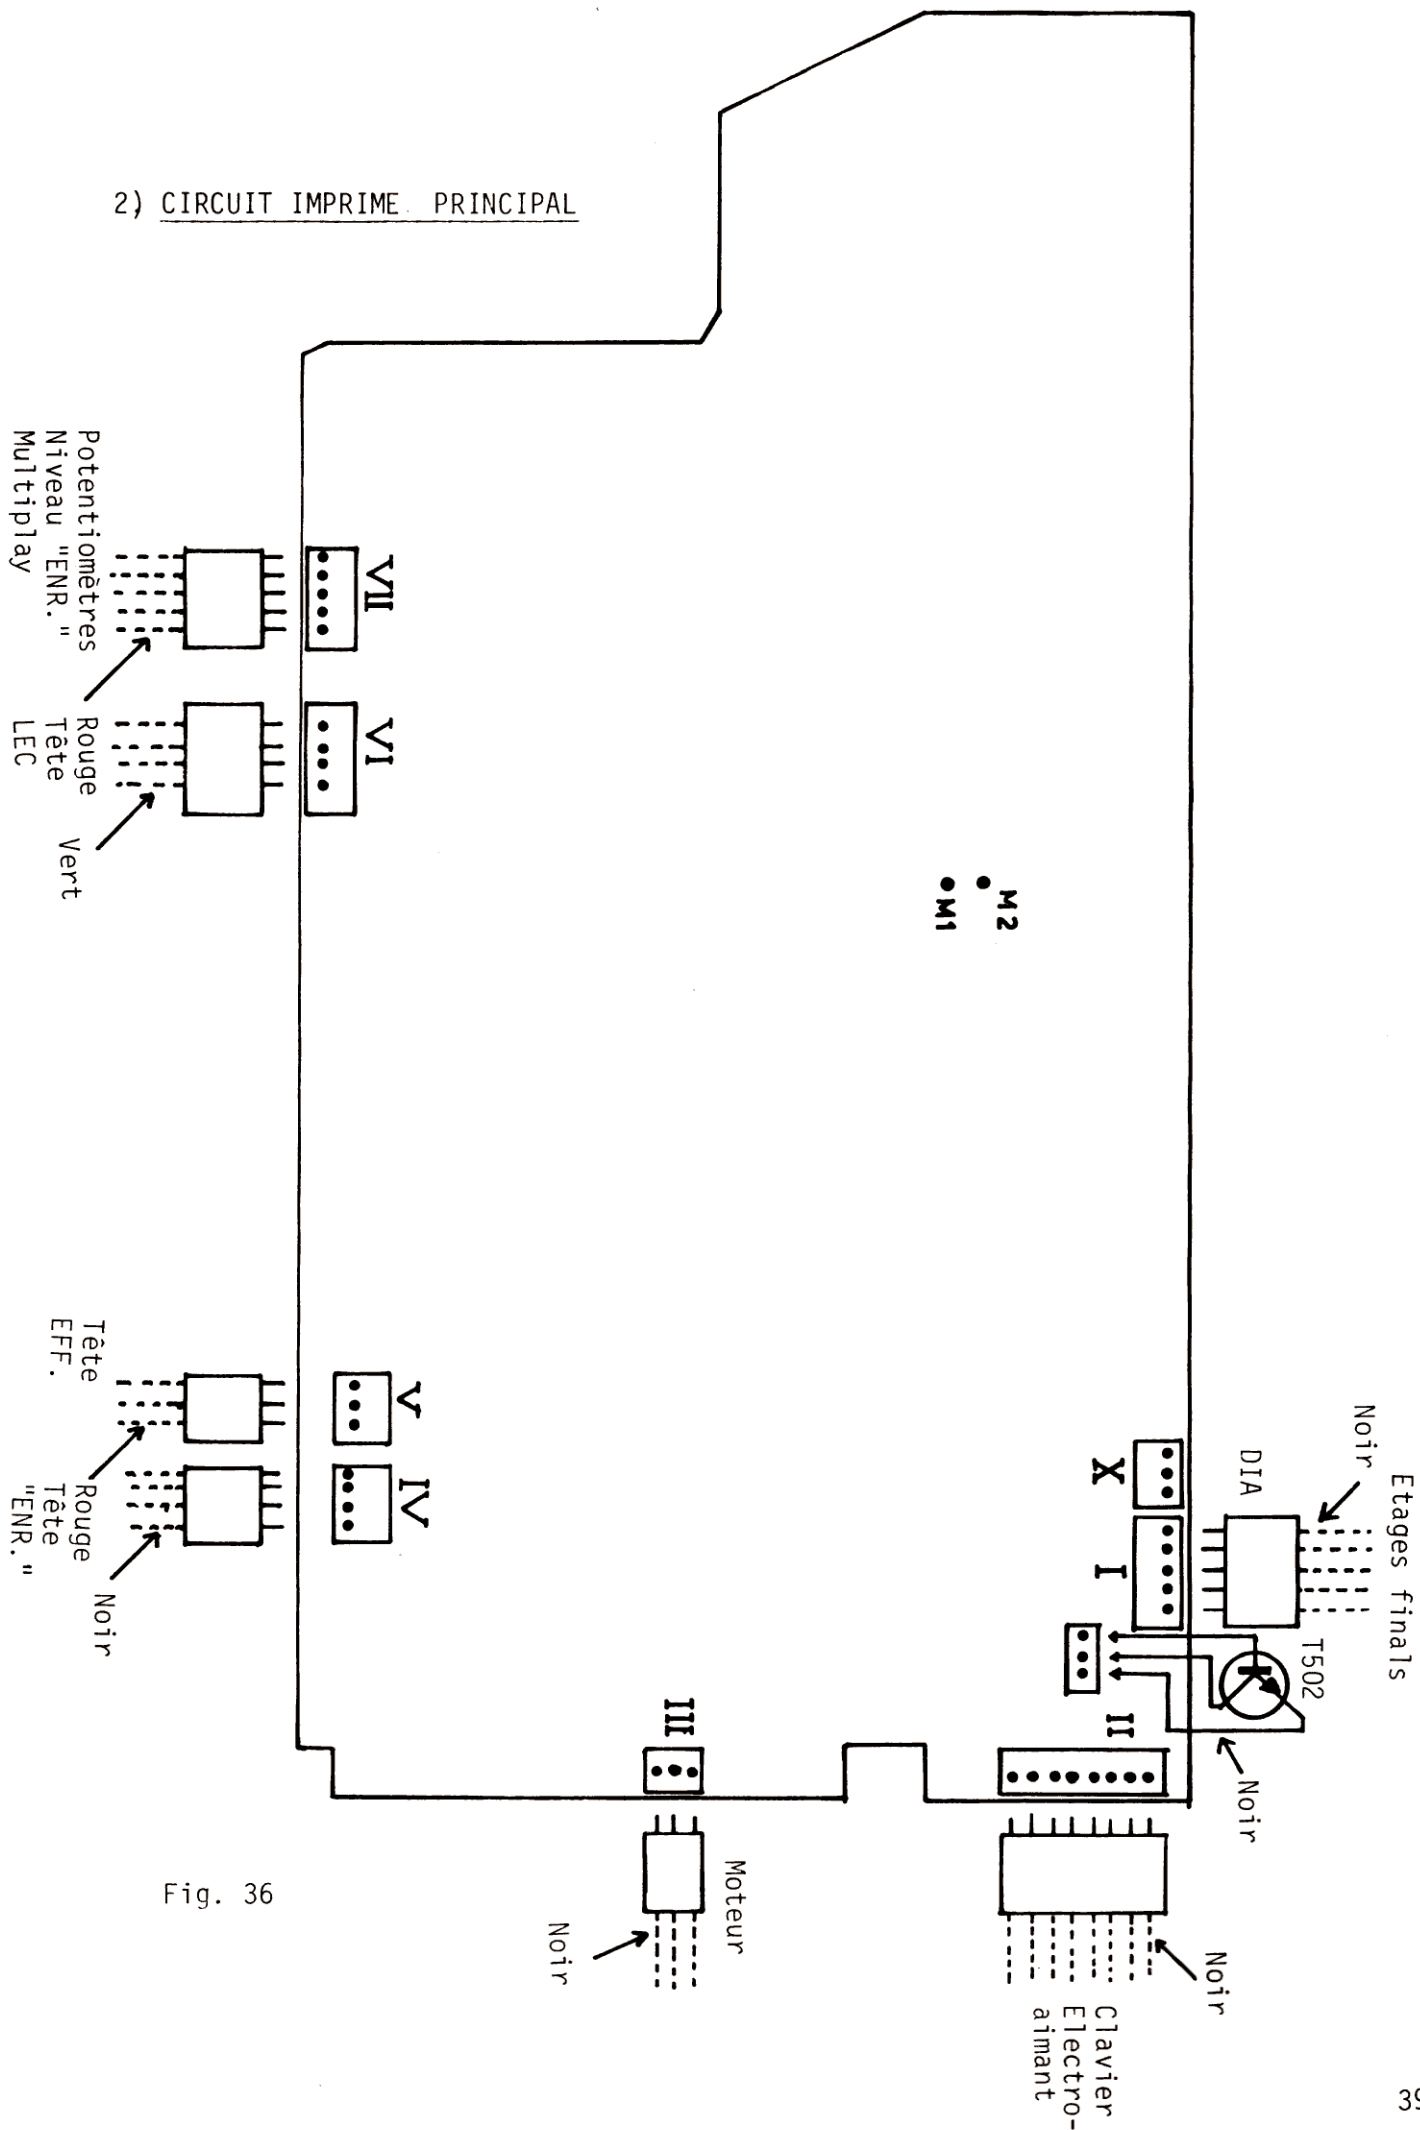 2) CIRCUIT IMPRIME PRINCIPAL
Potentiomètres
Niveau "ENR."
Multiplay
VII
Rouge
Tête
LEC
VI
Vert
M2
M1
Tête
EFF.
V
Rouge
Tête
"ENR."
IV
Noir
X
DIA
Noir
Etages finals
I
T502
II
Noir
III
Moteur
Noir
Noir
Clavier
Electro-
aimant
Fig. 36
39